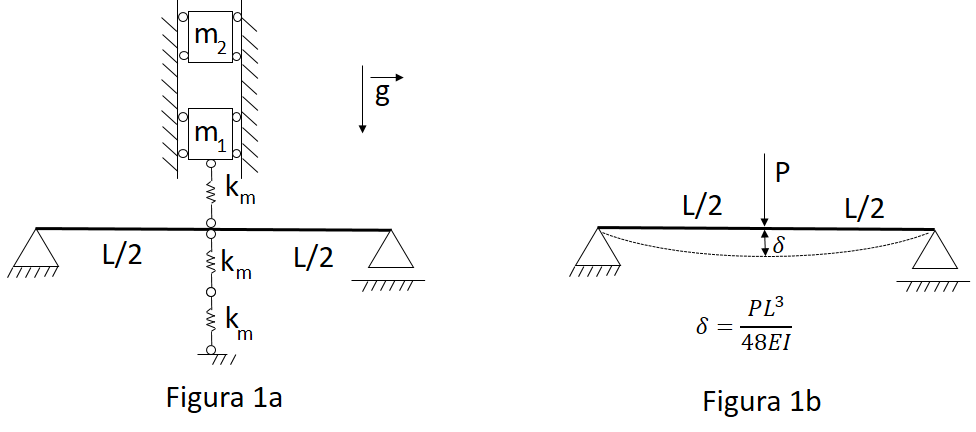 m₂
m₁
g
kₘ
L/2
kₘ
L/2
kₘ
Figura 1a
P
L/2
L/2
δ
δ = PL³/48EI
Figura 1b